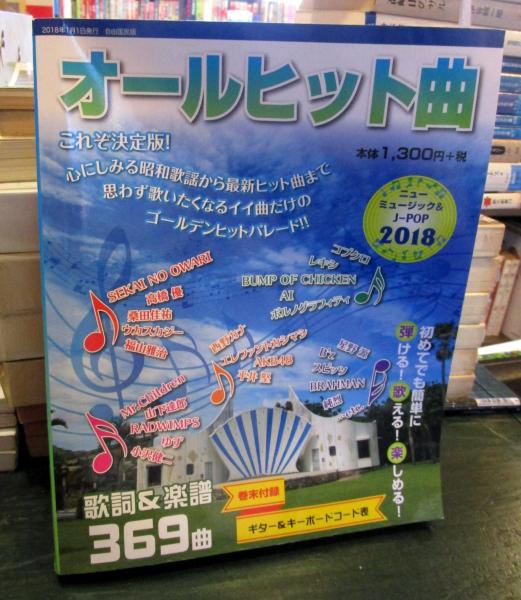 2018年1月1日発行 自由国民版
オールヒット曲
これぞ決定版!
本体1,300円+税
心にしみる昭和歌謡から最新ヒット曲まで
思わず歌いたくなるイイ曲だけの
ゴールデンヒットパレード!!
ニュー
ミュージック&
J-POP
2018
SEKAI NO OWARI
高橋 優
桑田佳祐
ウカスカジー
福山雅治
コブクロ
レキシ
BUMP OF CHICKEN
AI
ポルノグラフィティ
西野カナ
エレファントカシマシ
AKB48
平井 堅
星野 源
B'z
スピッツ
BRAHMAN
純烈
…etc.
Mr.Children
山下達郎
RADWIMPS
ゆず
小沢健二
初めてでも簡単に
弾ける!歌える!楽しめる!
歌詞&楽譜
369曲
巻末付録
ギター&キーボードコード表